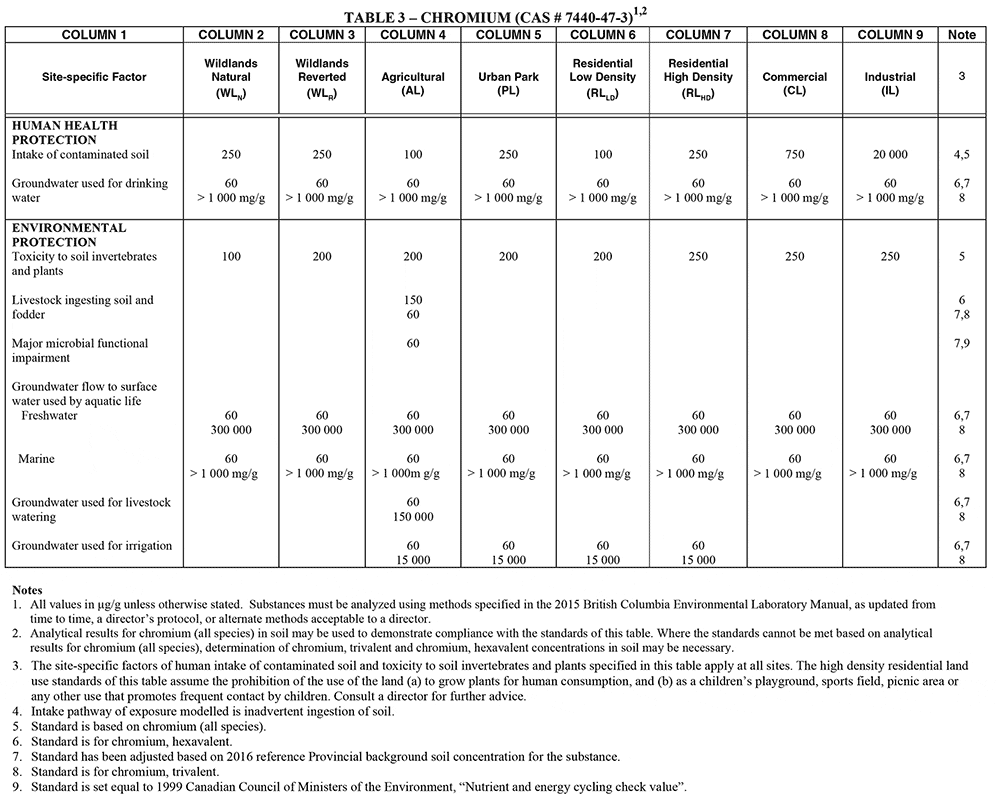 TABLE 3 – CHROMIUM (CAS # 7440-47-3)1,2
COLUMN 1 COLUMN 2 COLUMN 3 COLUMN 4 COLUMN 5 COLUMN 6 COLUMN 7 COLUMN 8 COLUMN 9 Note
Site-specific Factor Wildlands Natural (WLN) Wildlands Reverted (WLR) Agricultural (AL) Urban Park (PL) Residential Low Density (RLLD) Residential High Density (RLHD) Commercial (CL) Industrial (IL) 3
HUMAN HEALTH
PROTECTION
Intake of contaminated soil 250 250 100 250 100 250 750 20 000 4,5
Groundwater used for drinking 60 60 60 60 60 60 60 60 6,7
water > 1 000 mg/g > 1 000 mg/g > 1 000 mg/g > 1 000 mg/g > 1 000 mg/g > 1 000 mg/g > 1 000 mg/g > 1 000 mg/g 8
ENVIRONMENTAL
PROTECTION
Toxicity to soil invertebrates 100 200 200 200 200 250 250 250 5
and plants
Livestock ingesting soil and 150 6
fodder 60 7,8
Major microbial functional 60 7,9
impairment
Groundwater flow to surface
water used by aquatic life
Freshwater 60 60 60 60 60 60 60 60 6,7
300 000 300 000 300 000 300 000 300 000 300 000 300 000 300 000 8
Marine 60 60 60 60 60 60 60 60 6,7
> 1 000 mg/g > 1 000 mg/g > 1 000m g/g > 1 000 mg/g > 1 000 mg/g > 1 000 mg/g > 1 000 mg/g > 1 000 mg/g 8
Groundwater used for livestock 60 6,7
watering 150 000 8
Groundwater used for irrigation 60 60 60 60 6,7
15 000 15 000 15 000 15 000 8
Notes
1. All values in µg/g unless otherwise stated. Substances must be analyzed using methods specified in the 2015 British Columbia Environmental Laboratory Manual, as updated from
time to time, a director's protocol, or alternate methods acceptable to a director.
2. Analytical results for chromium (all species) in soil may be used to demonstrate compliance with the standards of this table. Where the standards cannot be met based on analytical
results for chromium (all species), determination of chromium, trivalent and chromium, hexavalent concentrations in soil may be necessary.
3. The site-specific factors of human intake of contaminated soil and toxicity to soil invertebrates and plants specified in this table apply at all sites. The high density residential land
use standards of this table assume the prohibition of the use of the land (a) to grow plants for human consumption, and (b) as a children's playground, sports field, picnic area or
any other use that promotes frequent contact by children. Consult a director for further advice.
4. Intake pathway of exposure modelled is inadvertent ingestion of soil.
5. Standard is based on chromium (all species).
6. Standard is for chromium, hexavalent.
7. Standard has been adjusted based on 2016 reference Provincial background soil concentration for the substance.
8. Standard is for chromium, trivalent.
9. Standard is set equal to 1999 Canadian Council of Ministers of the Environment, “Nutrient and energy cycling check value”.